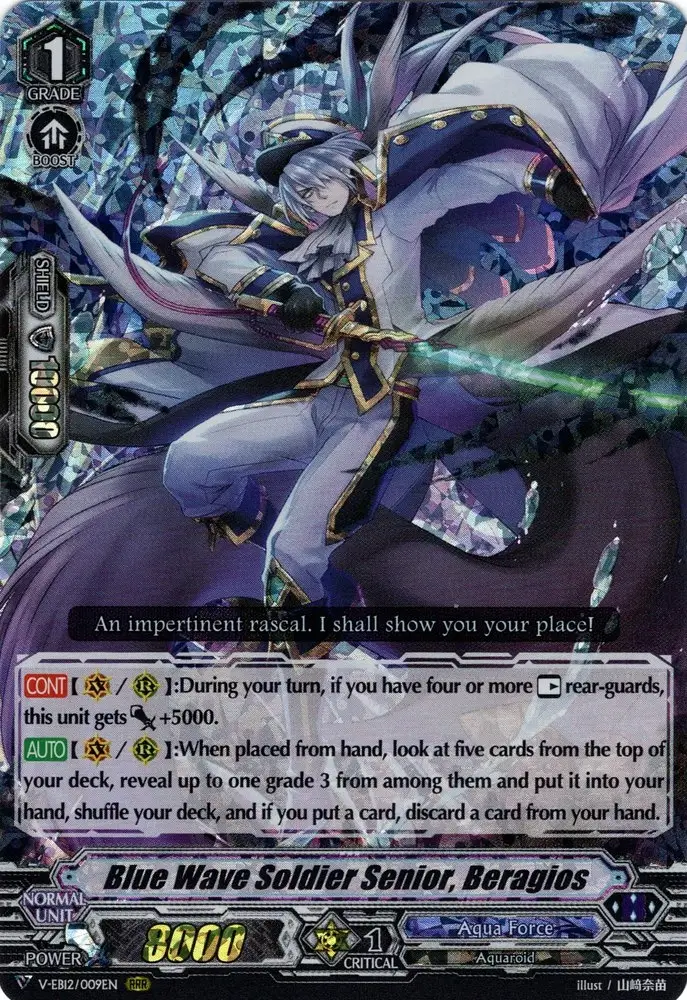 1
GRADE
BOOST
SHIELD
10000
An impertinent rascal. I shall show you your place!
CONT【 V / R 】:During your turn, if you have four or more rear-guards,
this unit gets +5000.
AUTO【 V / R 】:When placed from hand, look at five cards from the top of
your deck, reveal up to one grade 3 from among them and put it into your
hand, shuffle your deck, and if you put a card, discard a card from your hand.
Blue Wave Soldier Senior, Beragios
NORMAL
UNIT
POWER
8000
1
CRITICAL
Aqua Force
Aquaroid
V-EB12/009EN RRR
illust / 山﨑奈苗